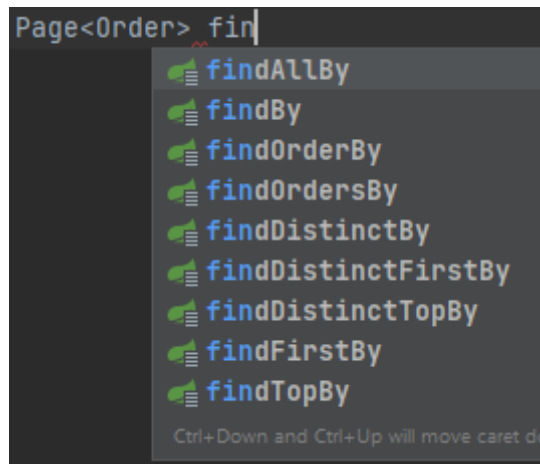 Page<Order> fin
findAllBy
findBy
findOrderBy
findOrdersBy
findDistinctBy
findDistinctFirstBy
findDistinctTopBy
findFirstBy
findTopBy
Ctrl+Down and Ctrl+Up will move caret d